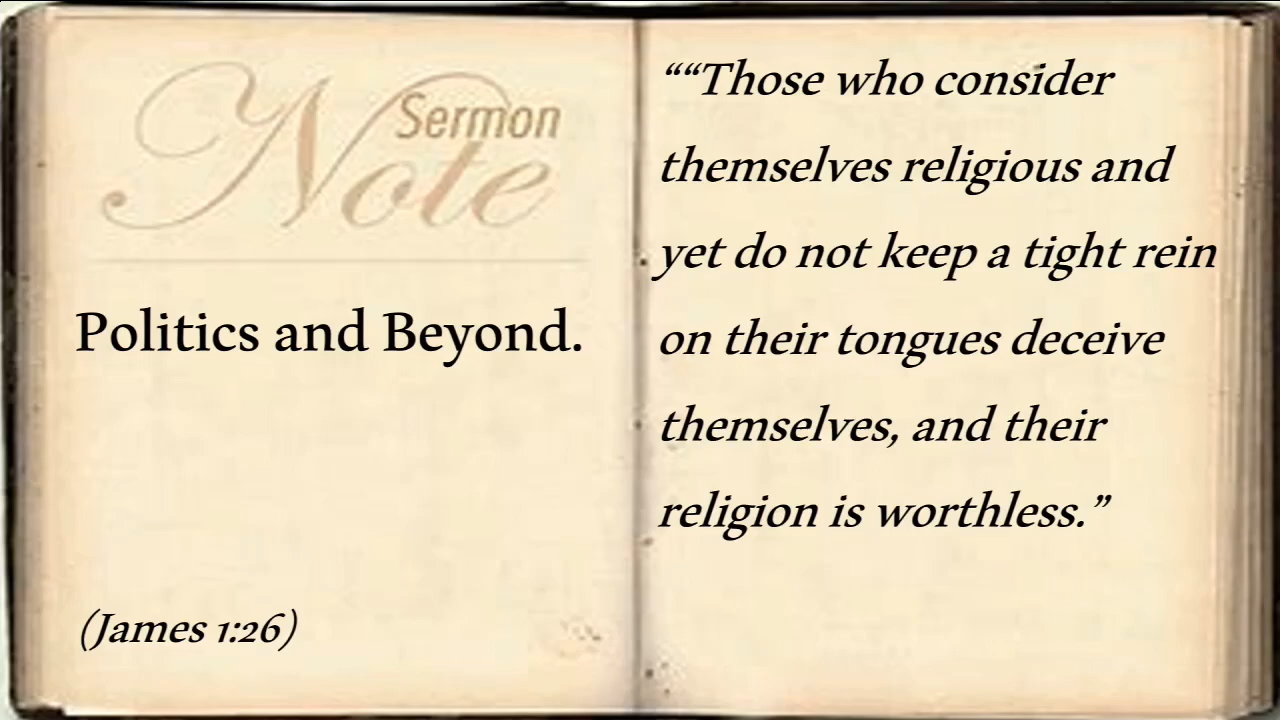 Sermon
Note
Politics and Beyond.
(James 1:26)
““Those who consider
themselves religious and
yet do not keep a tight rein
on their tongues deceive
themselves, and their
religion is worthless.”